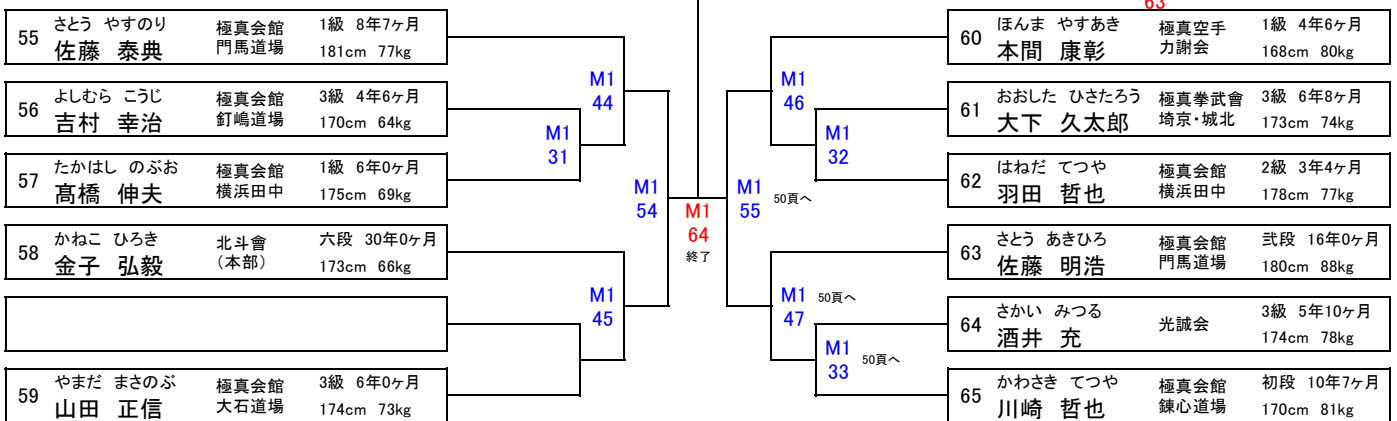 63
55 さとう やすのり 極真会館 1級 8年7ヶ月
佐藤 泰典 門馬道場 181cm 77kg
56 よしむら こうじ 極真会館 3級 4年6ヶ月
吉村 幸治 釘嶋道場 170cm 64kg
57 たかはし のぶお 極真会館 1級 6年0ヶ月
髙橋 伸夫 横浜田中 175cm 69kg
58 かねこ ひろき 北斗會 六段 30年0ヶ月
金子 弘毅 （本部） 173cm 66kg
59 やまだ まさのぶ 極真会館 3級 6年0ヶ月
山田 正信 大石道場 174cm 73kg
M1
44
M1
31
M1
54
M1
45
M1
64
終了
M1
55 50頁へ
M1
46
M1
32
M1 50頁へ
47
M1
33 50頁へ
60 ほんま やすあき 極真空手 1級 4年6ヶ月
本間 康彰 力謝会 168cm 80kg
61 おおした ひさたろう 極真拳武會 3級 6年8ヶ月
大下 久太郎 埼京・城北 173cm 74kg
62 はねだ てつや 極真会館 2級 3年4ヶ月
羽田 哲也 横浜田中 178cm 77kg
63 さとう あきひろ 極真会館 弐段 16年0ヶ月
佐藤 明浩 門馬道場 180cm 88kg
64 さかい みつる 光誠会 3級 5年10ヶ月
酒井 充 174cm 78kg
65 かわさき てつや 極真会館 初段 10年7ヶ月
川崎 哲也 錬心道場 170cm 81kg